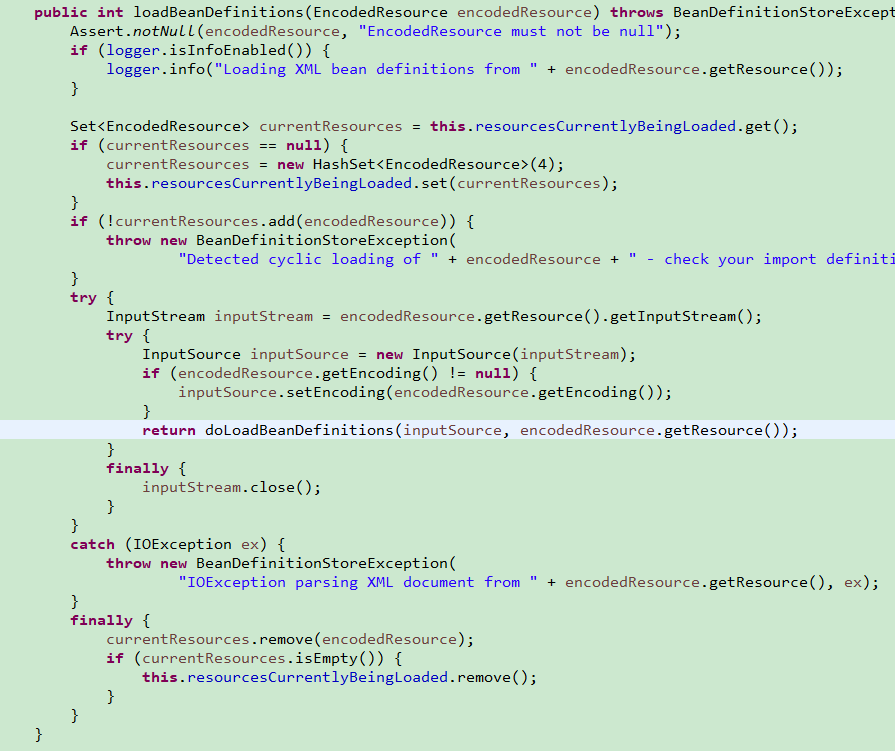 public int loadBeanDefinitions(EncodedResource encodedResource) throws BeanDefinitionStoreExcept
Assert.notNull(encodedResource, "EncodedResource must not be null");
if (logger.isInfoEnabled()) {
logger.info("Loading XML bean definitions from " + encodedResource.getResource());
}
Set<EncodedResource> currentResources = this.resourcesCurrentlyBeingLoaded.get();
if (currentResources == null) {
currentResources = new HashSet<EncodedResource>(4);
this.resourcesCurrentlyBeingLoaded.set(currentResources);
}
if (!currentResources.add(encodedResource)) {
throw new BeanDefinitionStoreException(
"Detected cyclic loading of " + encodedResource + " - check your import definiti
}
try {
InputStream inputStream = encodedResource.getResource().getInputStream();
try {
InputSource inputSource = new InputSource(inputStream);
if (encodedResource.getEncoding() != null) {
inputSource.setEncoding(encodedResource.getEncoding());
}
return doLoadBeanDefinitions(inputSource, encodedResource.getResource());
}
finally {
inputStream.close();
}
}
catch (IOException ex) {
throw new BeanDefinitionStoreException(
"IOException parsing XML document from " + encodedResource.getResource(), ex);
}
finally {
currentResources.remove(encodedResource);
if (currentResources.isEmpty()) {
this.resourcesCurrentlyBeingLoaded.remove();
}
}
}